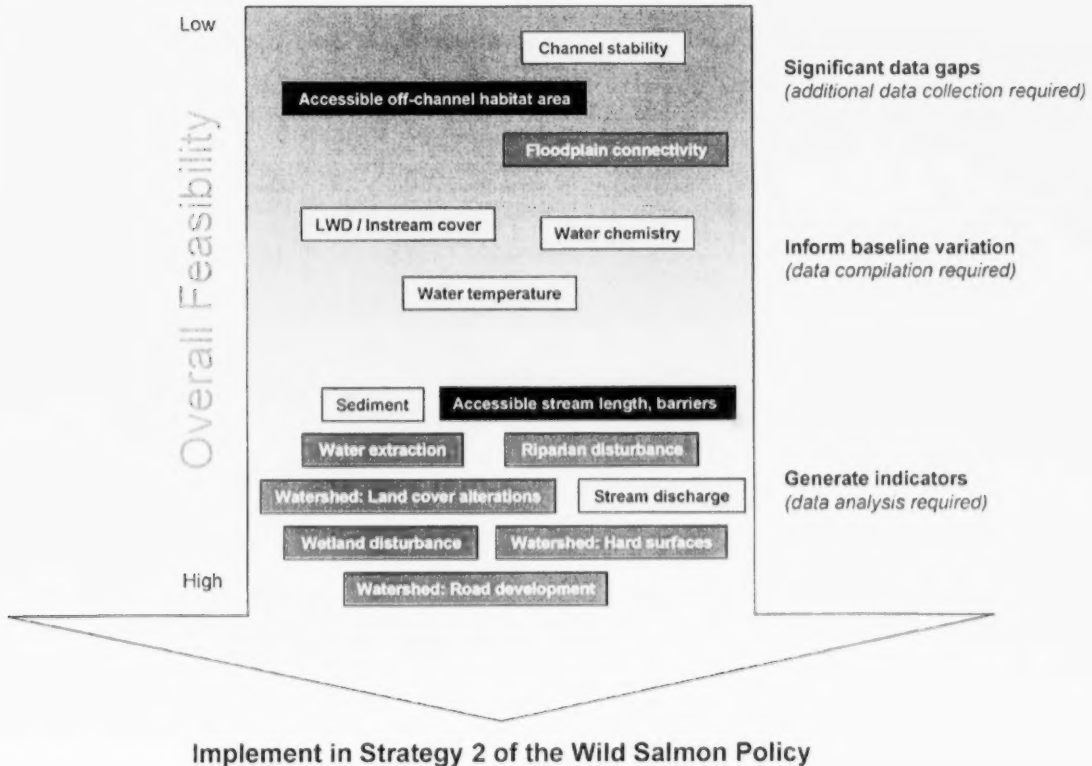 Low
Channel stability
Significant data gaps
(additional data collection required)
Accessible off-channel habitat area
Floodplain connectivity
Overall Feasibility
LWD / Instream cover
Water chemistry
Inform baseline variation
(data compilation required)
Water temperature
Sediment
Accessible stream length, barriers
Water extraction
Riparian disturbance
Watershed: Land cover alterations
Stream discharge
Generate indicators
(data analysis required)
Wetland disturbance
Watershed: Hard surfaces
High
Watershed: Road development
Implement in Strategy 2 of the Wild Salmon Policy